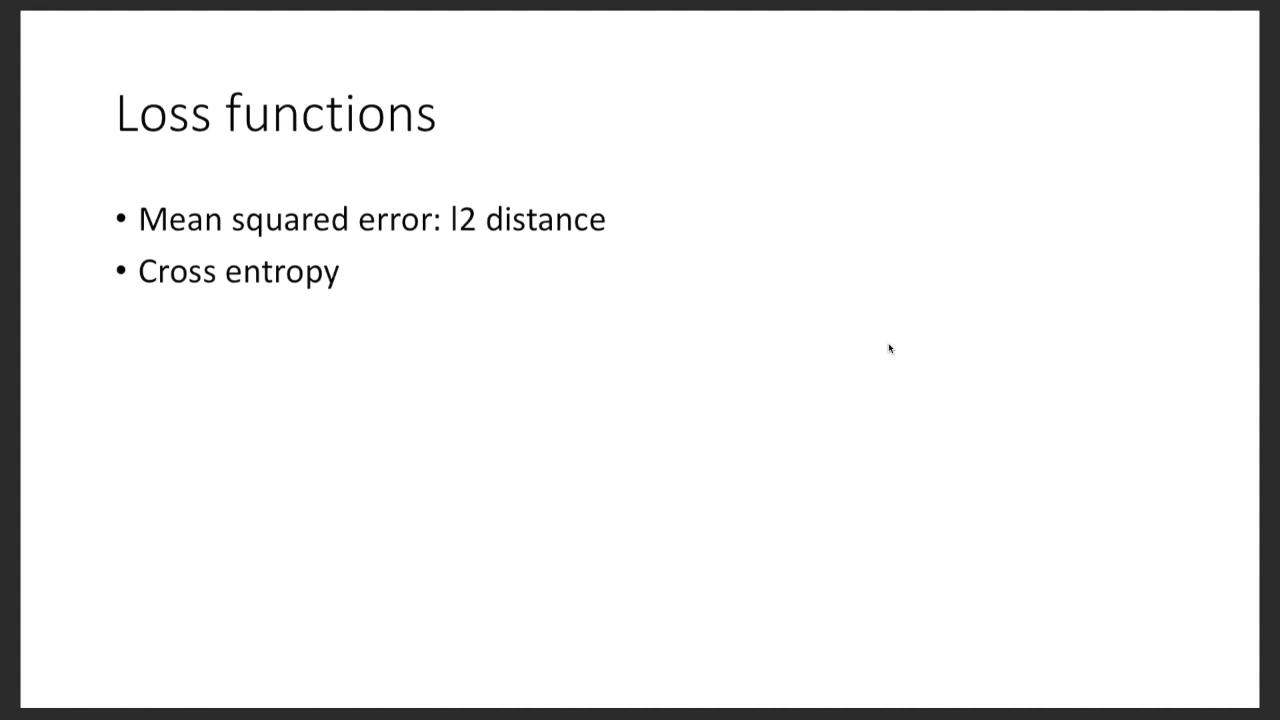 Loss functions
• Mean squared error: l2 distance
• Cross entropy